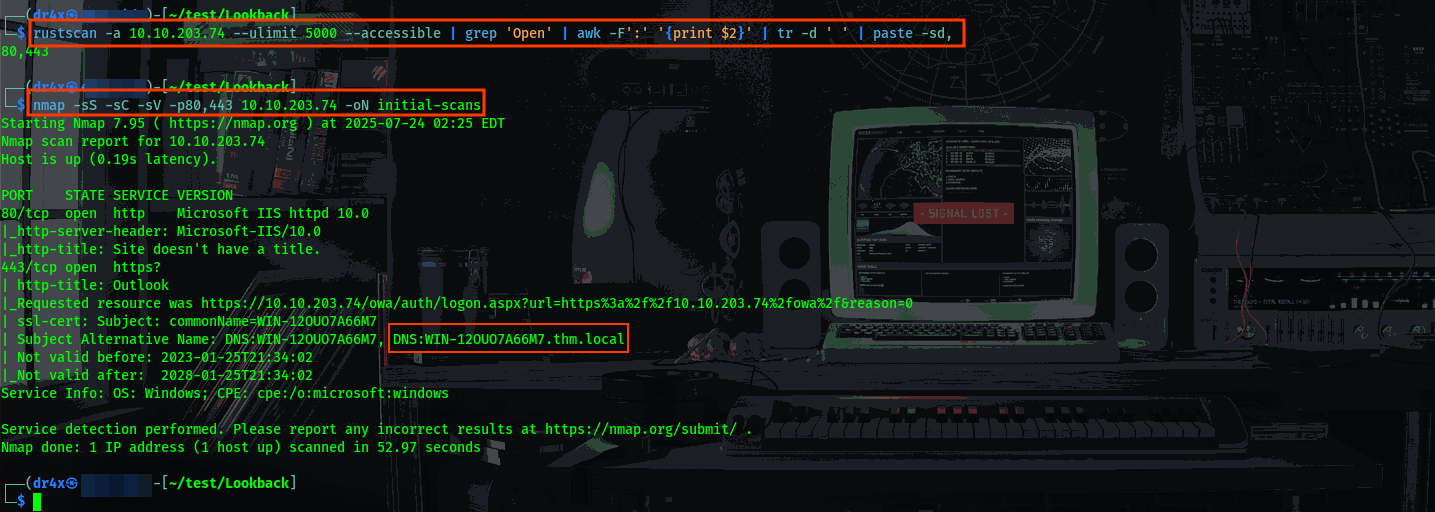 ┌──(dr4x㉿ )-[~/test/Lookback]
└─$ rustscan -a 10.10.203.74 --ulimit 5000 --accessible | grep 'Open' | awk -F':' '{print $2}' | tr -d ' ' | paste -sd,
80,443
┌──(dr4x㉿ )-[~/test/Lookback]
└─$ nmap -sS -sC -sV -p80,443 10.10.203.74 -oN initial-scans
Starting Nmap 7.95 ( https://nmap.org ) at 2025-07-24 02:25 EDT
Nmap scan report for 10.10.203.74
Host is up (0.19s latency).
PORT    STATE SERVICE VERSION
80/tcp  open  http    Microsoft IIS httpd 10.0
|_http-server-header: Microsoft-IIS/10.0
|_http-title: Site doesn't have a title.
443/tcp open  https?
| http-title: Outlook
|_Requested resource was https://10.10.203.74/owa/auth/logon.aspx?url=https%3a%2f%2f10.10.203.74%2fowa%2f&reason=0
| ssl-cert: Subject: commonName=WIN-12OUO7A66M7
| Subject Alternative Name: DNS:WIN-12OUO7A66M7, DNS:WIN-12OUO7A66M7.thm.local
| Not valid before: 2023-01-25T21:34:02
|_Not valid after:  2028-01-25T21:34:02
Service Info: OS: Windows; CPE: cpe:/o:microsoft:windows
Service detection performed. Please report any incorrect results at https://nmap.org/submit/ .
Nmap done: 1 IP address (1 host up) scanned in 52.97 seconds
┌──(dr4x㉿ )-[~/test/Lookback]
└─$
- SIGNAL LOST -